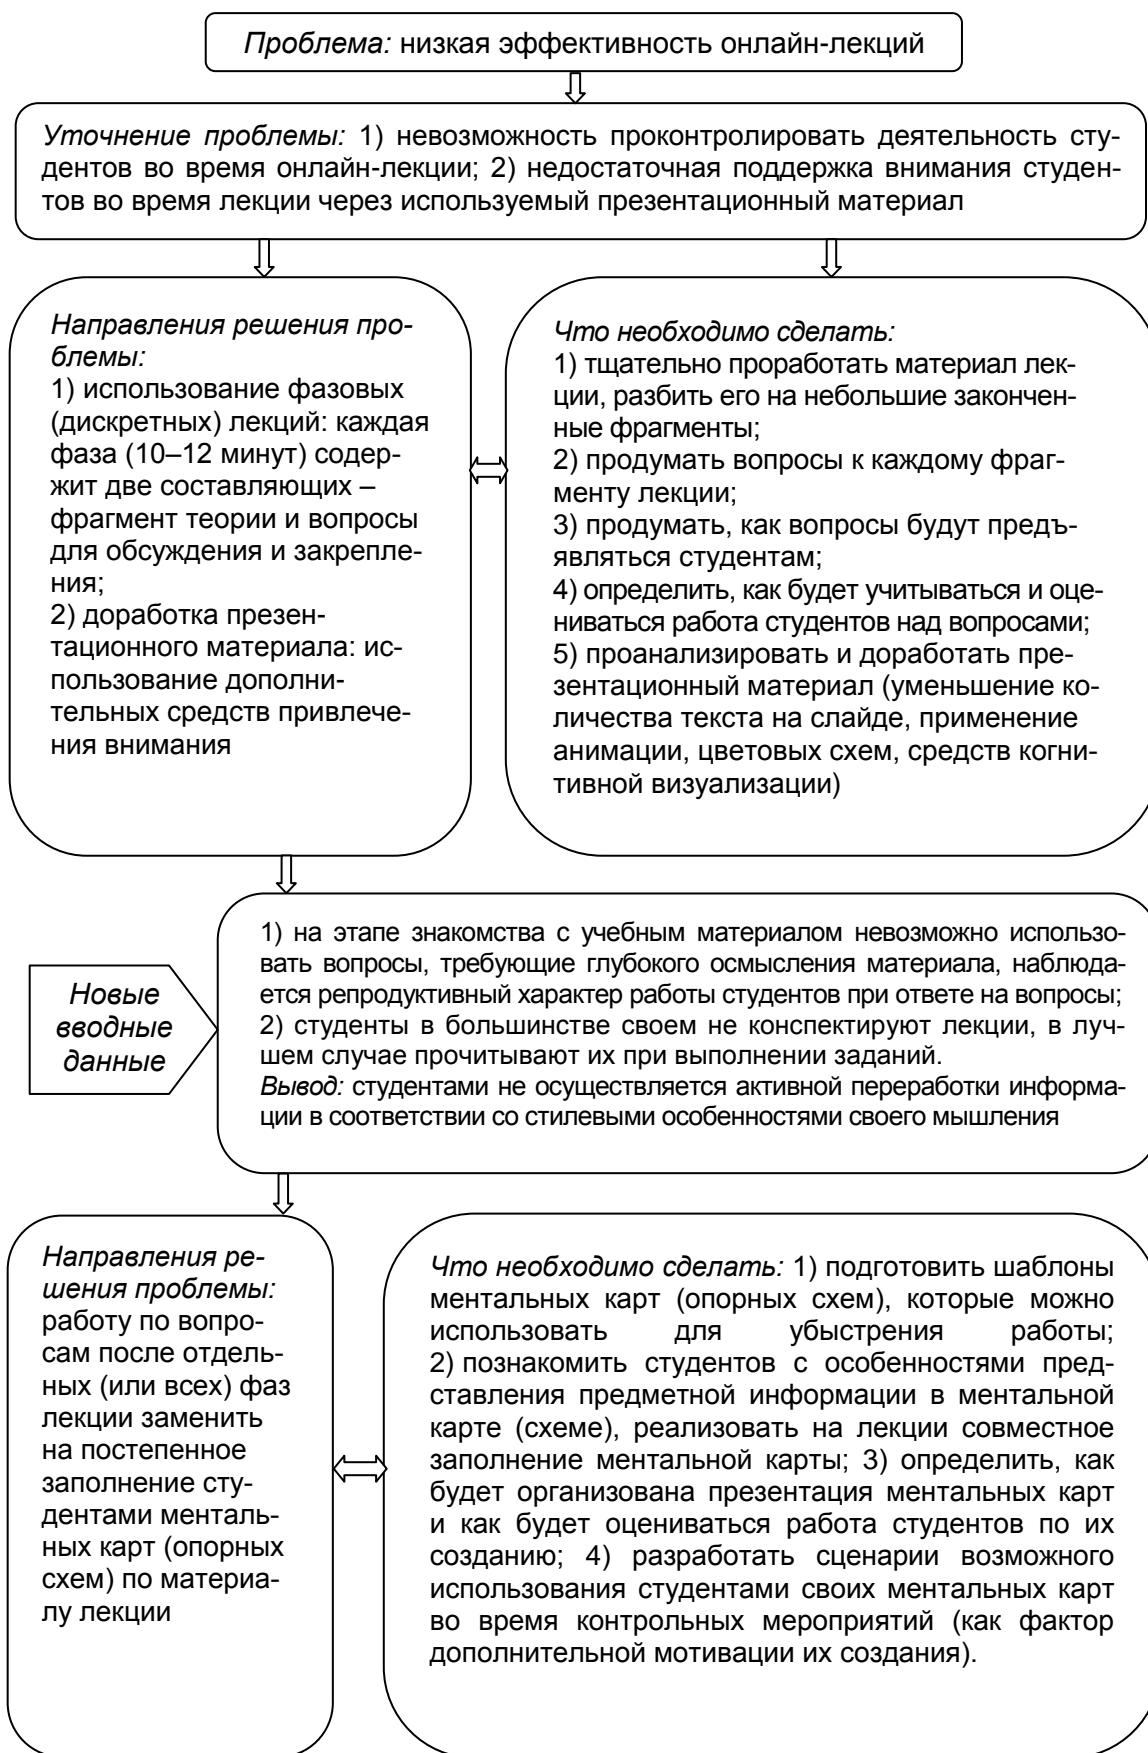 Проблема: низкая эффективность онлайн-лекций
Уточнение проблемы: 1) невозможность проконтролировать деятельность сту-
дентов во время онлайн-лекции; 2) недостаточная поддержка внимания студен-
тов во время лекции через используемый презентационный материал
Направления решения про-
блемы:
1) использование фазовых
(дискретных) лекций: каждая
фаза (10–12 минут) содер-
жит две составляющих –
фрагмент теории и вопросы
для обсуждения и закрепле-
ния;
2) доработка презен-
тационного материала: ис-
пользование дополни-
тельных средств привлече-
ния внимания
Что необходимо сделать:
1) тщательно проработать материал лек-
ции, разбить его на небольшие закончен-
ные фрагменты;
2) продумать вопросы к каждому фраг-
менту лекции;
3) продумать, как вопросы будут предъ-
являться студентам;
4) определить, как будет учитываться и оце-
ниваться работа студентов над вопросами;
5) проанализировать и доработать пре-
зентационный материал (уменьшение ко-
личества текста на слайде, применение
анимации, цветовых схем, средств когни-
тивной визуализации)
Новые
вводные
данные
1) на этапе знакомства с учебным материалом невозможно использо-
вать вопросы, требующие глубокого осмысления материала, наблюда-
ется репродуктивный характер работы студентов при ответе на вопросы;
2) студенты в большинстве своем не конспектируют лекции, в луч-
шем случае прочитывают их при выполнении заданий.
Вывод: студентами не осуществляется активной переработки информа-
ции в соответствии со стилевыми особенностями своего мышления
Направления ре-
шения проблемы:
работу по вопро-
сам после отдель-
ных (или всех) фаз
лекции заменить
на постепенное
заполнение сту-
дентами менталь-
ных карт (опорных
схем) по материа-
лу лекции
Что необходимо сделать: 1) подготовить шаблоны
ментальных карт (опорных схем), которые можно
использовать для убыстрения работы;
2) познакомить студентов с особенностями пред-
ставления предметной информации в ментальной
карте (схеме), реализовать на лекции совместное
заполнение ментальной карты; 3) определить, как
будет организована презентация ментальных карт
и как будет оцениваться работа студентов по их
созданию; 4) разработать сценарии возможного
использования студентами своих ментальных карт
во время контрольных мероприятий (как фактор
дополнительной мотивации их создания).